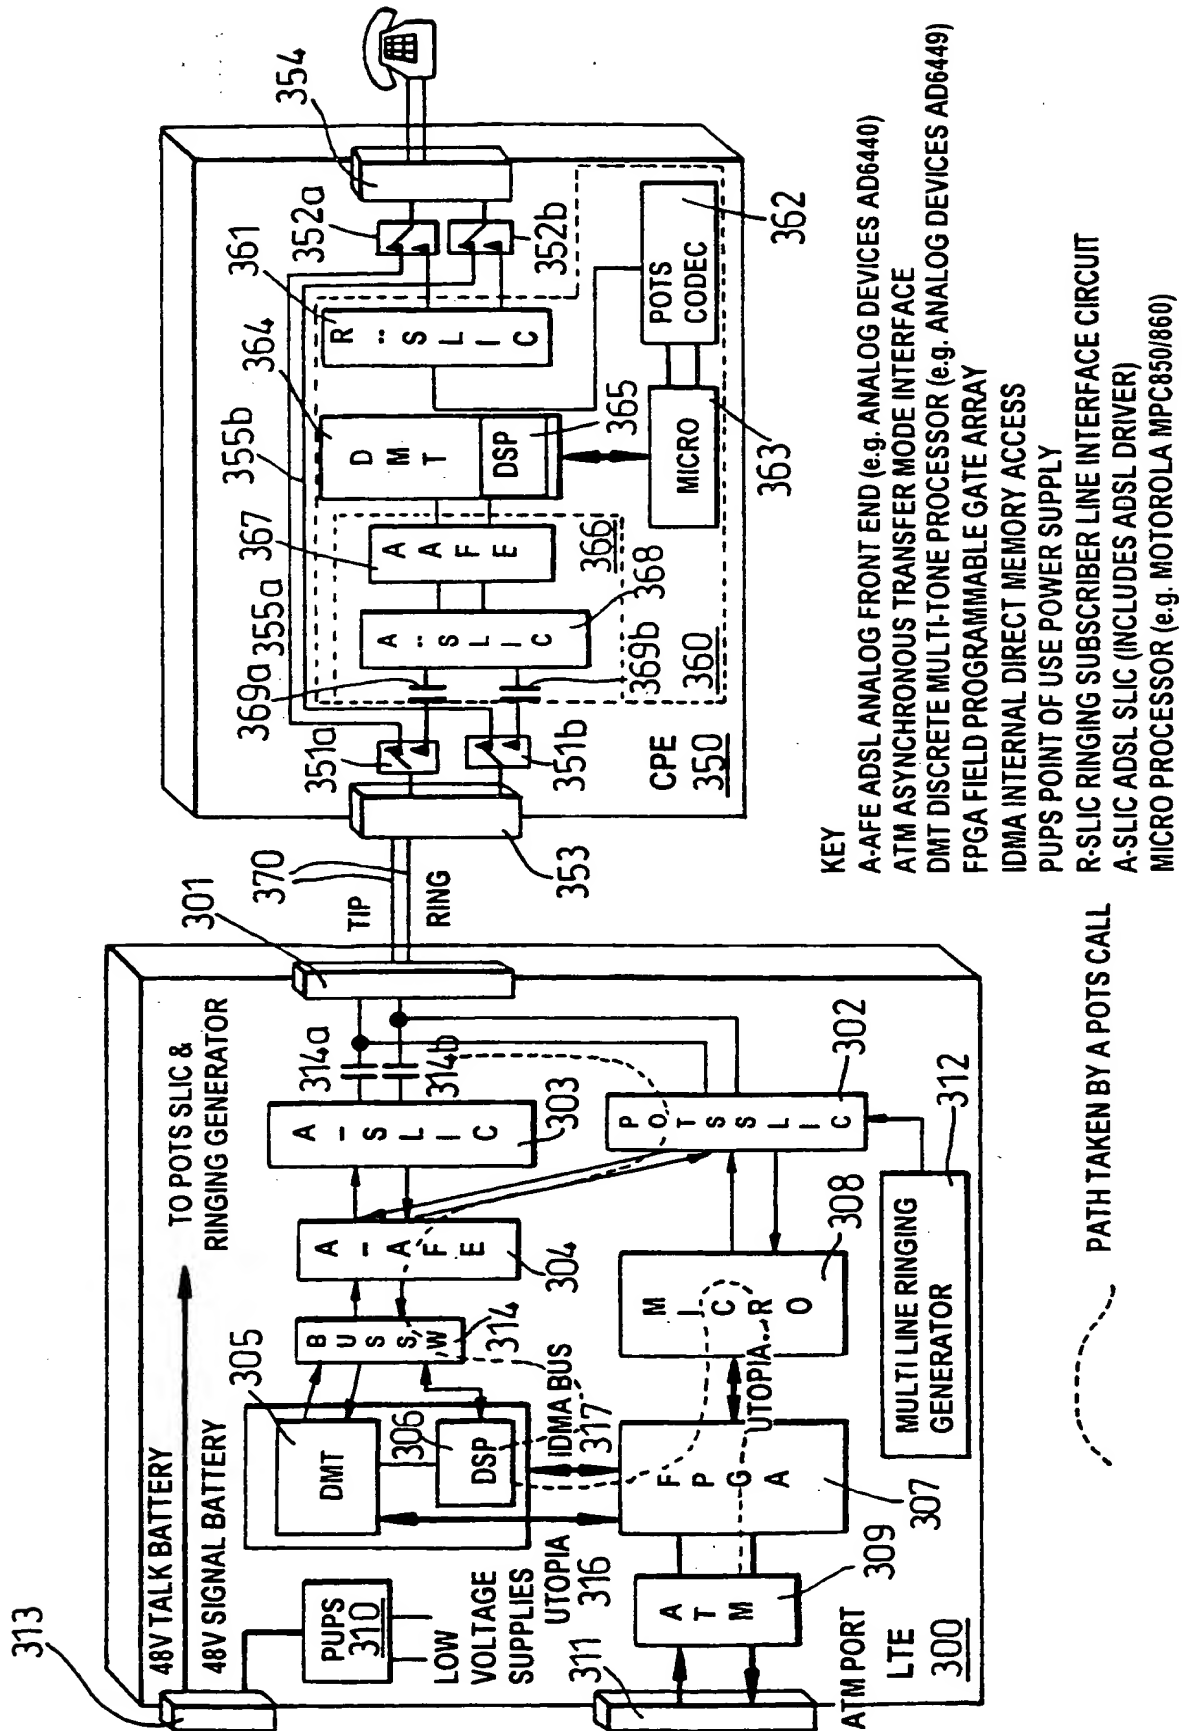 313
48V TALK BATTERY
48V SIGNAL BATTERY
TO POTS SLIC &
RINGING GENERATOR
PUPS
310
LOW
VOLTAGE
SUPPLIES
305
DMT
306
DSP
BUS SW
314
A-AFE
304
A-SLIC
303
314a
314b
301
TIP
RING
370
IDMA BUS
317
UTOPIA
316
UTOPIA
FPGA
307
MICRO
308
POTS SLIC
302
MULTI LINE RINGING
GENERATOR
312
ATM
309
311
ATM PORT
LTE
300
353
351a
351b
369a
369b
355a
355b
367
364
361
352a
352b
354
A-SLIC
368
A-AFE
366
DMT
DSP
365
R-SLIC
MICRO
363
POTS
CODEC
362
360
CPE
350
KEY
A-AFE ADSL ANALOG FRONT END (e.g. ANALOG DEVICES AD6440)
ATM ASYNCHRONOUS TRANSFER MODE INTERFACE
DMT DISCRETE MULTI-TONE PROCESSOR (e.g. ANALOG DEVICES AD6449)
FPGA FIELD PROGRAMMABLE GATE ARRAY
IDMA INTERNAL DIRECT MEMORY ACCESS
PUPS POINT OF USE POWER SUPPLY
R-SLIC RINGING SUBSCRIBER LINE INTERFACE CIRCUIT
A-SLIC ADSL SLIC (INCLUDES ADSL DRIVER)
MICRO PROCESSOR (e.g. MOTOROLA MPC850/860)
PATH TAKEN BY A POTS CALL